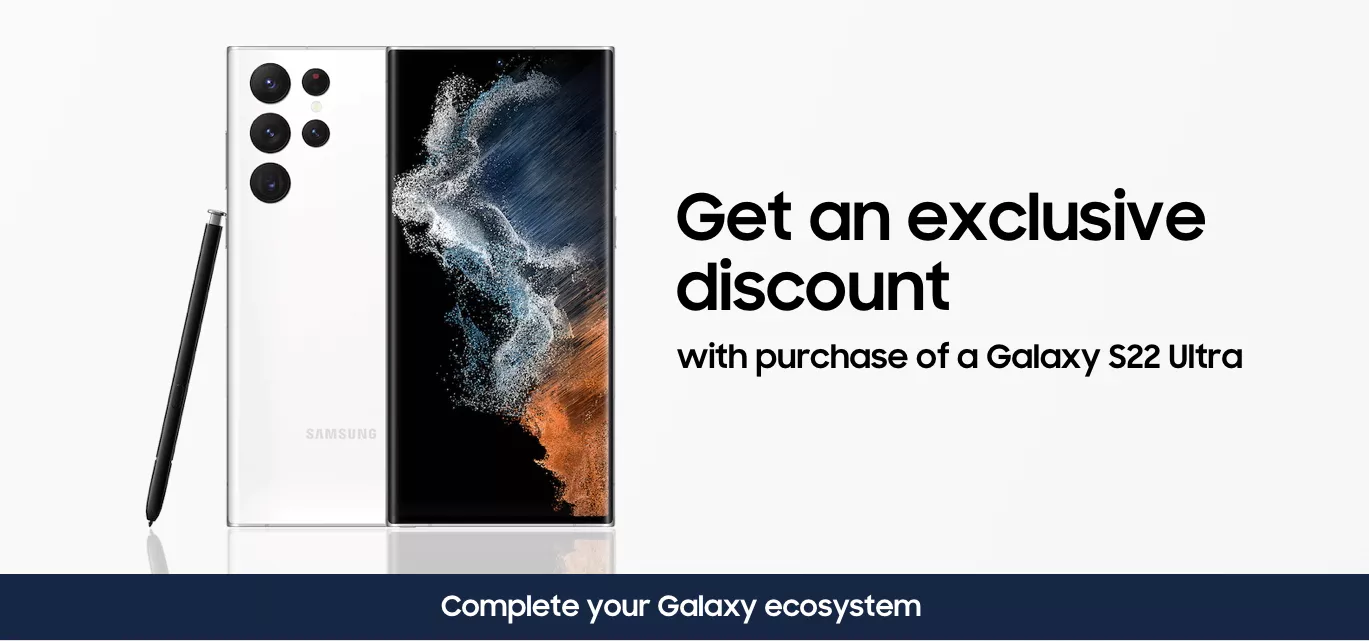 SAMSUNG
Get an exclusive
discount
with purchase of a Galaxy S22 Ultra
Complete your Galaxy ecosystem